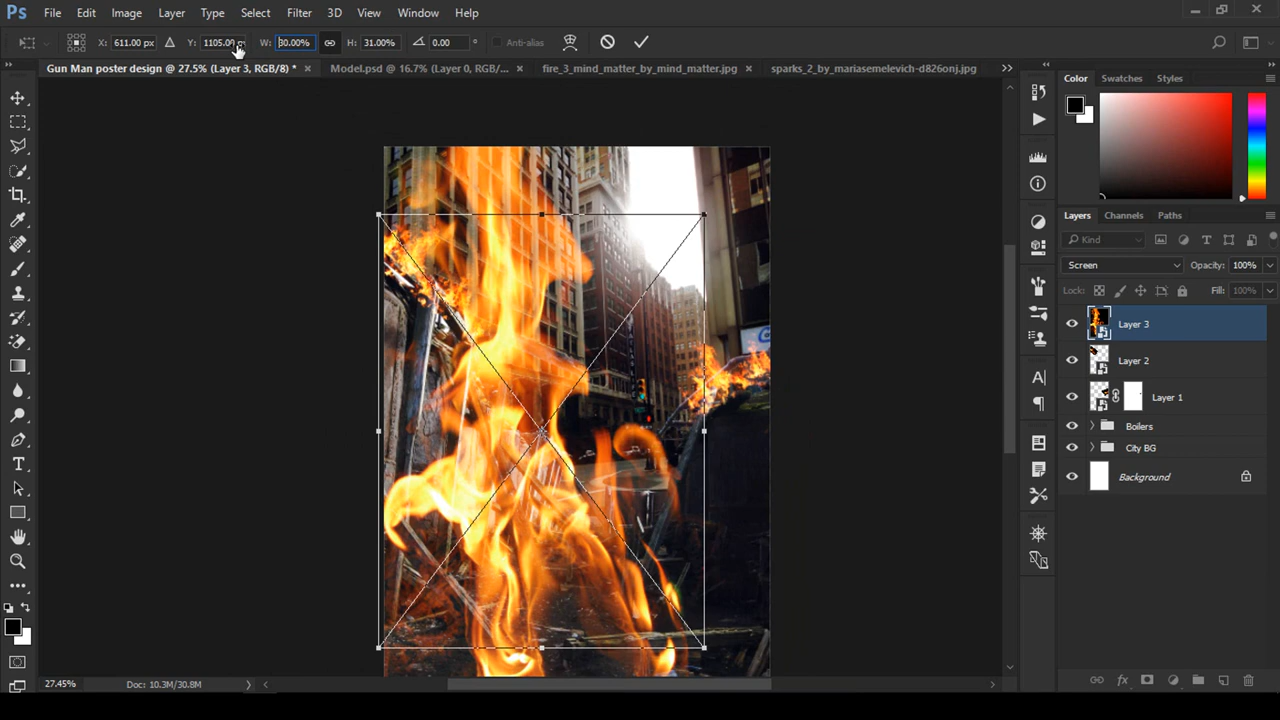 Ps File Edit Image Layer Type Select Filter 3D View Window Help
X: 611.00 px Y: 1105.00 W: 30.00% H: 31.00% 0.00 Anti-alias
Gun Man poster design @ 27.5% (Layer 3, RGB/8) * × Model.psd @ 16.7% (Layer 0, RGB/... × fire_3_mind_matter_by_mind_matter.jpg × sparks_2_by_mariasemelevich-d826onj.jpg
Color Swatches Styles
Layers Channels Paths
Kind
Screen Opacity: 100%
Lock: Fill: 100%
Layer 3
Layer 2
Layer 1
Boilers
City BG
Background
27.45% Doc: 10.3M/30.8M